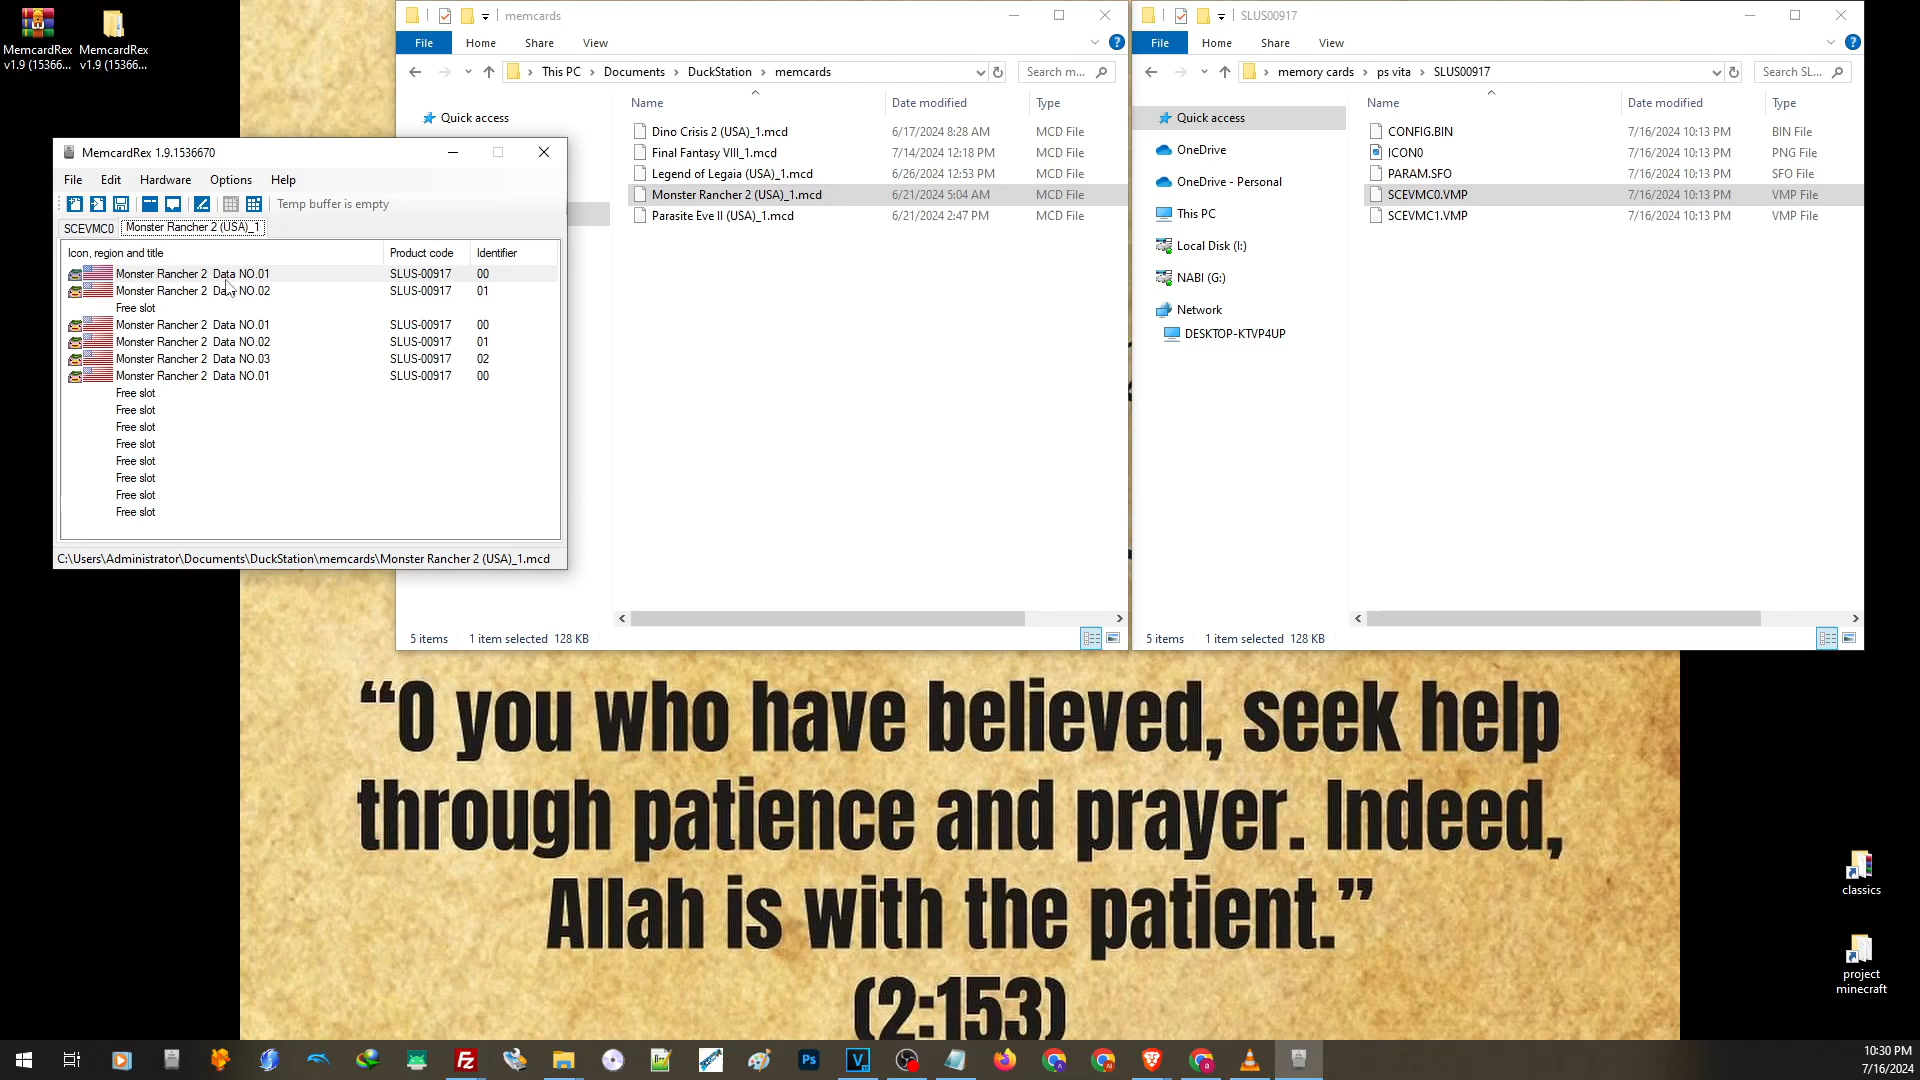 MemcardRex
v1.9 (15366...
MemcardRex
v1.9 (15366...
memcards
File
Home
Share
View
This PC
Documents
DuckStation
memcards
Search m...
Quick access
Name
Date modified
Type
Dino Crisis 2 (USA)_1.mcd
6/17/2024 8:28 AM
MCD File
Final Fantasy VIII_1.mcd
7/14/2024 12:18 PM
MCD File
Legend of Legaia (USA)_1.mcd
6/26/2024 12:53 PM
MCD File
Monster Rancher 2 (USA)_1.mcd
6/21/2024 5:04 AM
MCD File
Parasite Eve II (USA)_1.mcd
6/21/2024 2:47 PM
MCD File
5 items
1 item selected 128 KB
SLUS00917
File
Home
Share
View
memory cards
ps vita
SLUS00917
Search SL...
Quick access
OneDrive
OneDrive - Personal
This PC
Local Disk (I:)
NABI (G:)
Network
DESKTOP-KTVP4UP
Name
Date modified
Type
CONFIG.BIN
7/16/2024 10:13 PM
BIN File
ICON0
7/16/2024 10:13 PM
PNG File
PARAM.SFO
7/16/2024 10:13 PM
SFO File
SCEVMC0.VMP
7/16/2024 10:13 PM
VMP File
SCEVMC1.VMP
7/16/2024 10:13 PM
VMP File
5 items
1 item selected 128 KB
MemcardRex 1.9.1536670
File
Edit
Hardware
Options
Help
Temp buffer is empty
SCEVMC0
Monster Rancher 2 (USA)_1
Icon, region and title
Product code
Identifier
Monster Rancher 2 Data NO.01
SLUS-00917
00
Monster Rancher 2 Data NO.02
SLUS-00917
01
Free slot
Monster Rancher 2 Data NO.01
SLUS-00917
00
Monster Rancher 2 Data NO.02
SLUS-00917
01
Monster Rancher 2 Data NO.03
SLUS-00917
02
Monster Rancher 2 Data NO.01
SLUS-00917
00
Free slot
Free slot
Free slot
Free slot
Free slot
Free slot
Free slot
Free slot
C:\Users\Administrator\Documents\DuckStation\memcards\Monster Rancher 2 (USA)_1.mcd
“O you who have believed, seek help
through patience and prayer. Indeed,
Allah is with the patient.”
(2:153)
classics
project
minecraft
Ps
V
10:30 PM
7/16/2024